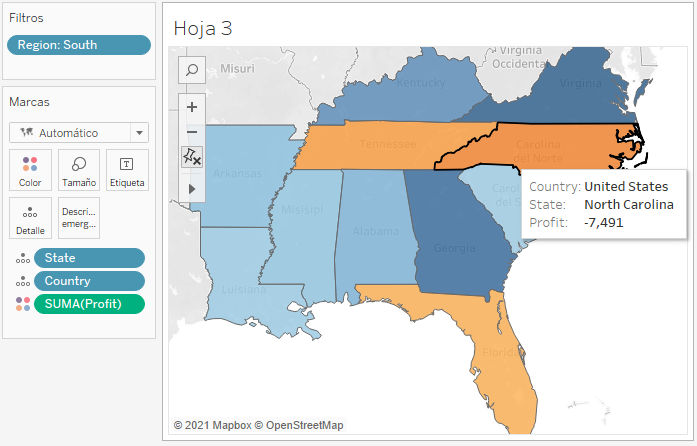 Filtros
Region: South
Marcas
Automático
Color
Tamaño
Etiqueta
Detalle
Descri...
emerg...
State
Country
SUMA(Profit)
Hoja 3
Misuri
Virginia
Occidental
Kentucky
Virginia
Tennessee
Carolina
del Norte
Arkansas
Misisipi
Alabama
Georgia
Luisiana
Florida
Country: United States
State: North Carolina
Profit: -7,491
© 2021 Mapbox © OpenStreetMap